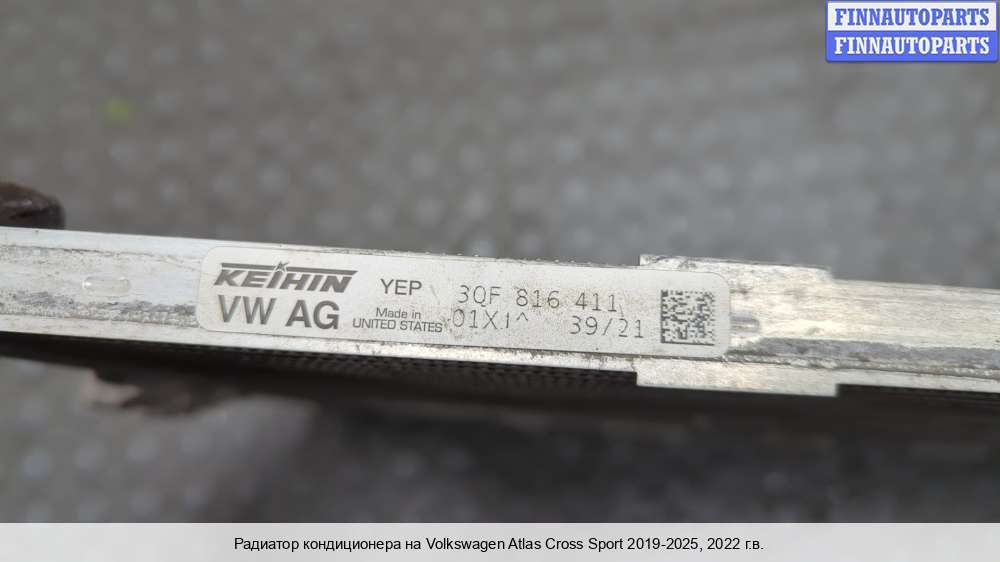 FINNAUTOPARTS
FINNAUTOPARTS
KEIHIN YEP 3QF 816 411
VW AG Made in UNITED STATES 39/21
Радиатор кондиционера на Volkswagen Atlas Cross Sport 2019-2025, 2022 г.в.